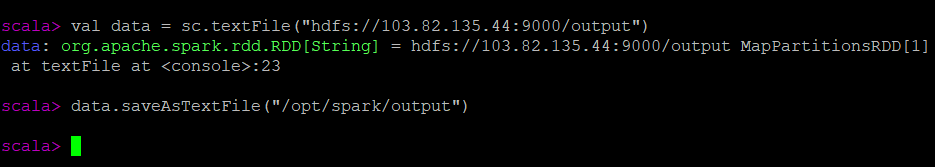 scala> val data = sc.textFile("hdfs://103.82.135.44:9000/output")
data: org.apache.spark.rdd.RDD[String] = hdfs://103.82.135.44:9000/output MapPartitionsRDD[1]
 at textFile at <console>:23
scala> data.saveAsTextFile("/opt/spark/output")
scala>